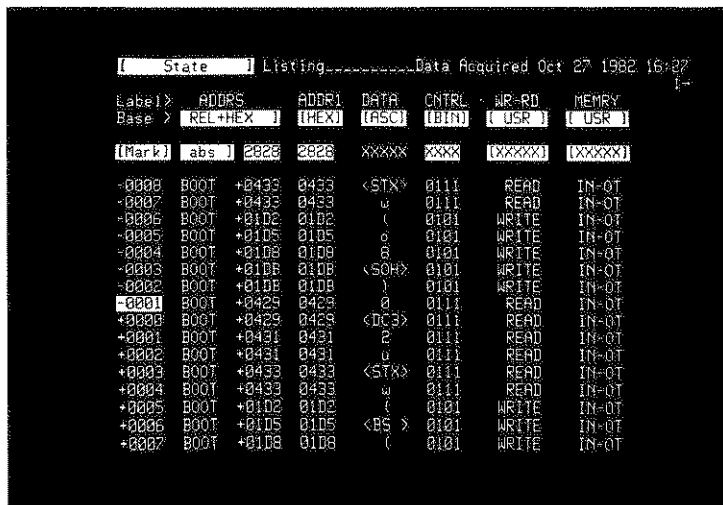 [ State ] Listing__________Data Acquired Oct 27 1982 16:27
Label> ADDRS ADDR1 DATA CNTRL WR-RD MEMRY
Base > [ REL+HEX ] [HEX] [ASC] [BIN] [ USR ] [ USR ]
[Mark] [ abs ] 2828 2828 XXXXX XXXX [XXXXX] [XXXXX]
-0008 BOOT +0433 0433 <STX> 0111 READ IN-OT
-0007 BOOT +0433 0433 w 0111 READ IN-OT
-0006 BOOT +01D2 01D2 ( 0101 WRITE IN-OT
-0005 BOOT +01D5 01D5 0101 WRITE IN-OT
-0004 BOOT +01D8 01D8 8 0101 WRITE IN-OT
-0003 BOOT +01DB 01DB <SOH> 0101 WRITE IN-OT
-0002 BOOT +01DB 01DB ) 0101 WRITE IN-OT
-0001 BOOT +0429 0429 0 0111 READ IN-OT
+0000 BOOT +0429 0429 <DC3> 0111 READ IN-OT
+0001 BOOT +0431 0431 2 0111 READ IN-OT
+0002 BOOT +0431 0431 u 0111 READ IN-OT
+0003 BOOT +0433 0433 <STX> 0111 READ IN-OT
+0004 BOOT +0433 0433 w 0111 READ IN-OT
+0005 BOOT +01D2 01D2 ( 0101 WRITE IN-OT
+0006 BOOT +01D5 01D5 <BS > 0101 WRITE IN-OT
+0007 BOOT +01D8 01D8 ( 0101 WRITE IN-OT